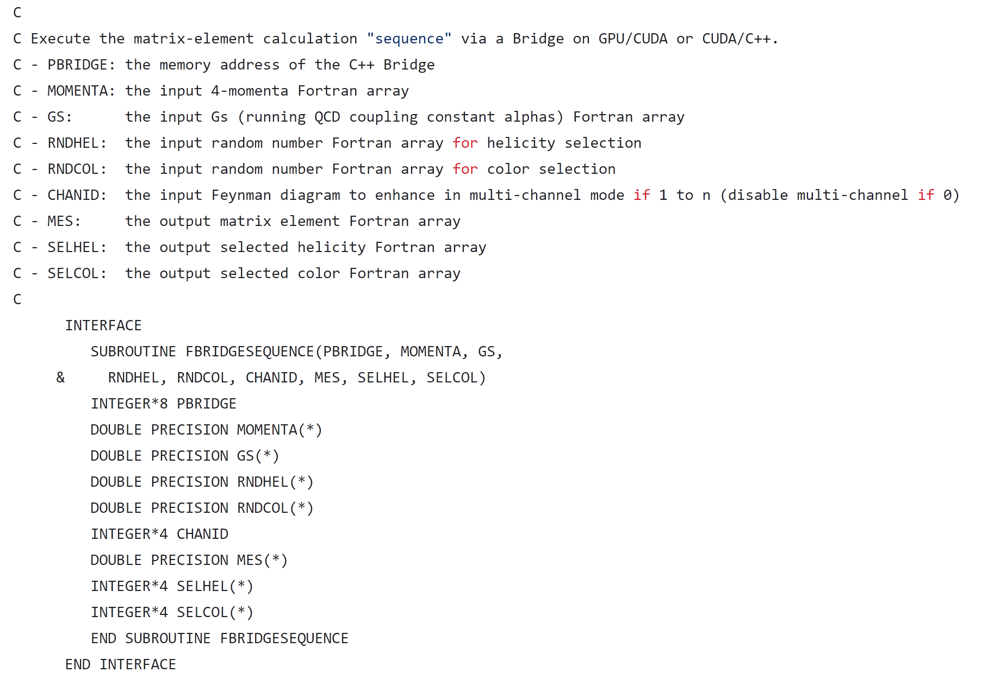 C
C Execute the matrix-element calculation "sequence" via a Bridge on GPU/CUDA or CUDA/C++.
C - PBRIDGE: the memory address of the C++ Bridge
C - MOMENTA: the input 4-momenta Fortran array
C - GS:      the input Gs (running QCD coupling constant alphas) Fortran array
C - RNDHEL:  the input random number Fortran array for helicity selection
C - RNDCOL:  the input random number Fortran array for color selection
C - CHANID:  the input Feynman diagram to enhance in multi-channel mode if 1 to n (disable multi-channel if 0)
C - MES:     the output matrix element Fortran array
C - SELHEL:  the output selected helicity Fortran array
C - SELCOL:  the output selected color Fortran array
C
      INTERFACE
         SUBROUTINE FBRIDGESEQUENCE(PBRIDGE, MOMENTA, GS,
     &     RNDHEL, RNDCOL, CHANID, MES, SELHEL, SELCOL)
         INTEGER*8 PBRIDGE
         DOUBLE PRECISION MOMENTA(*)
         DOUBLE PRECISION GS(*)
         DOUBLE PRECISION RNDHEL(*)
         DOUBLE PRECISION RNDCOL(*)
         INTEGER*4 CHANID
         DOUBLE PRECISION MES(*)
         INTEGER*4 SELHEL(*)
         INTEGER*4 SELCOL(*)
         END SUBROUTINE FBRIDGESEQUENCE
      END INTERFACE